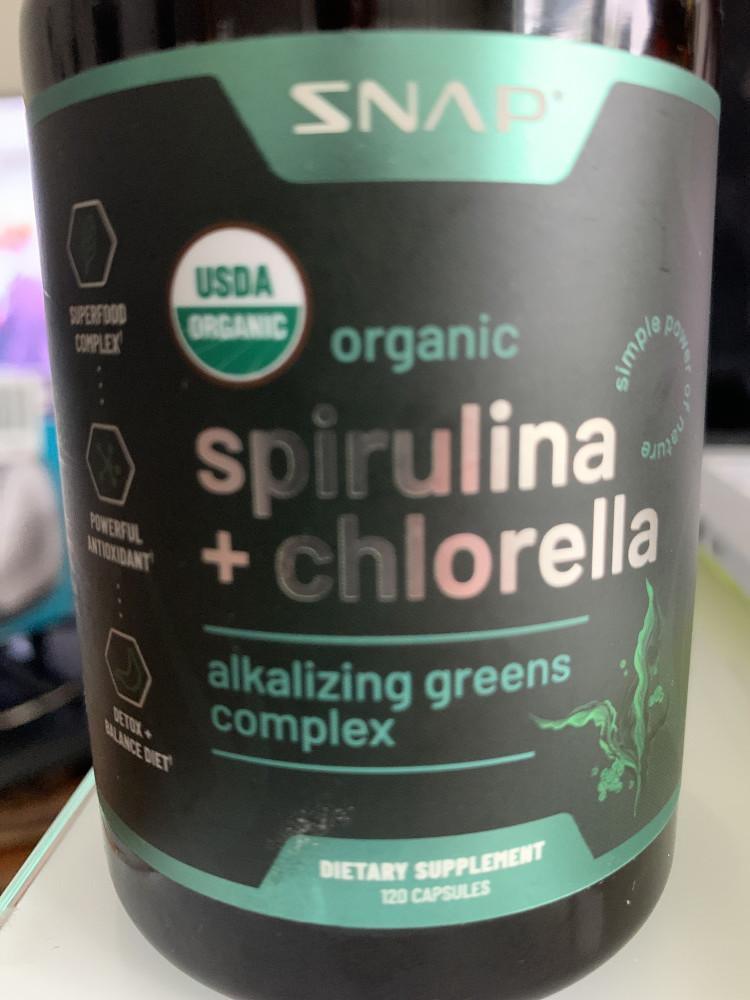 SNAP
USDA
ORGANIC
organic
spirulina
+ chlorella
alkalizing greens
complex
SUPERFOOD
COMPLEX†
POWERFUL
ANTIOXIDANT†
DETOX +
BALANCE DIET†
simple power of nature
DIETARY SUPPLEMENT
120 CAPSULES